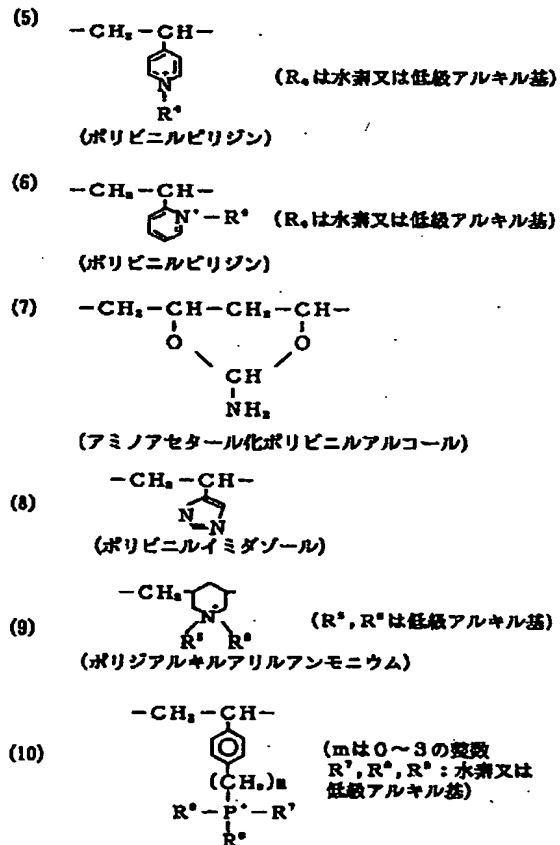 (5)
－CH₂－CH－
N⁺
R⁴
(R₄は水素又は低級アルキル基)
(ポリビニルピリジン)
(6)
－CH₂－CH－
N⁺－R⁴ (R₄は水素又は低級アルキル基)
(ポリビニルピリジン)
(7)
－CH₂－CH－CH₂－CH－
O O
CH
NH₂
(アミノアセタール化ポリビニルアルコール)
(8)
－CH₂－CH－
N N
(ポリビニルイミダゾール)
(9)
－CH₂
N⁺
(R⁵,R⁶は低級アルキル基)
R⁵ R⁶
(ポリジアルキルアリルアンモニウム)
(10)
－CH₂－CH－
(mは0～3の整数
(CH₂)m
R⁷,R⁸,R⁹：水素又は
低級アルキル基)
R⁹－P⁺－R⁷
R⁸